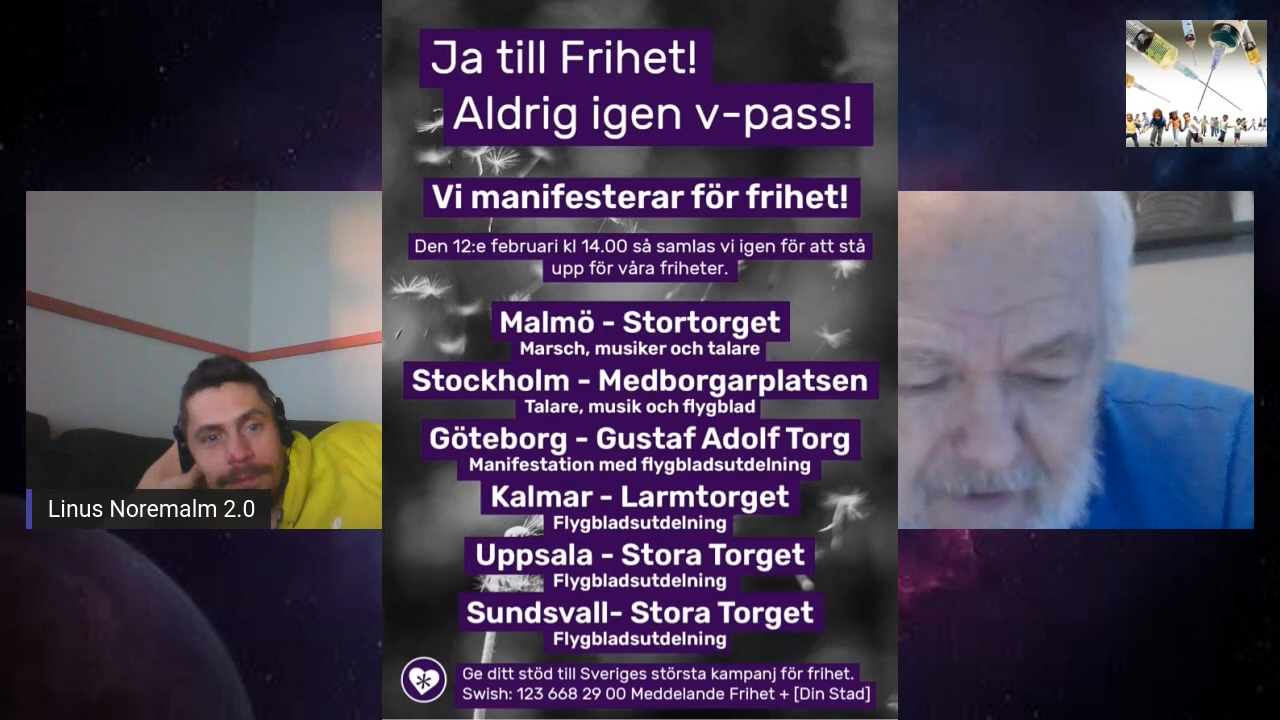 Ja till Frihet!
Aldrig igen v-pass!
Vi manifesterar för frihet!
Den 12:e februari kl 14.00 så samlas vi igen för att stå
upp för våra friheter.
Malmö - Stortorget
Marsch, musiker och talare
Stockholm - Medborgarplatsen
Talare, musik och flygblad
Göteborg - Gustaf Adolf Torg
Manifestation med flygbladsutdelning
Kalmar - Larmtorget
Flygbladsutdelning
Uppsala - Stora Torget
Flygbladsutdelning
Sundsvall- Stora Torget
Flygbladsutdelning
Ge ditt stöd till Sveriges största kampanj för frihet.
Swish: 123 668 29 00 Meddelande Frihet + [Din Stad]
Linus Noremalm 2.0